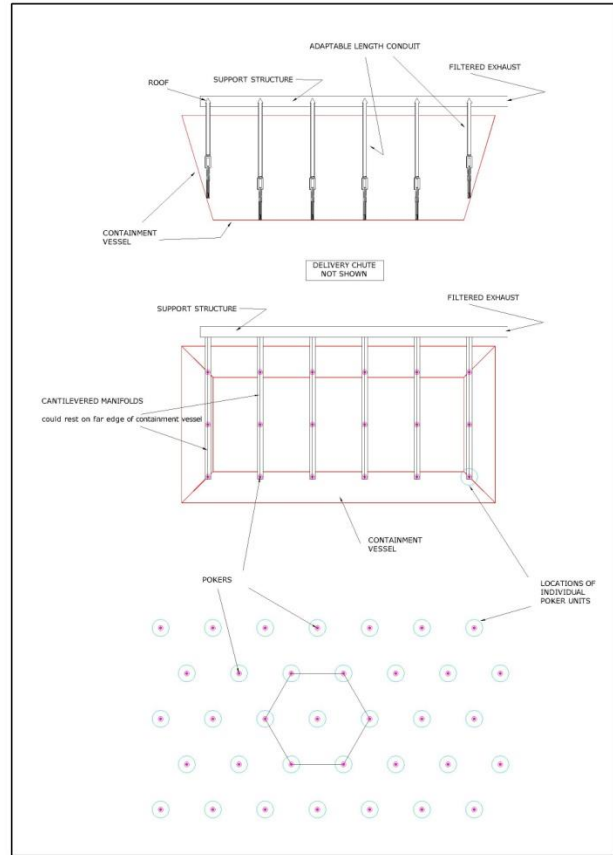 ADAPTABLE LENGTH CONDUIT
FILTERED EXHAUST
ROOF
SUPPORT STRUCTURE
CONTAINMENT
VESSEL
DELIVERY CHUTE
NOT SHOWN
FILTERED EXHAUST
SUPPORT STRUCTURE
CANTILEVERED MANIFOLDS
could rest on far edge of containment vessel
CONTAINMENT
VESSEL
POKERS
LOCATIONS OF
INDIVIDUAL
POKER UNITS